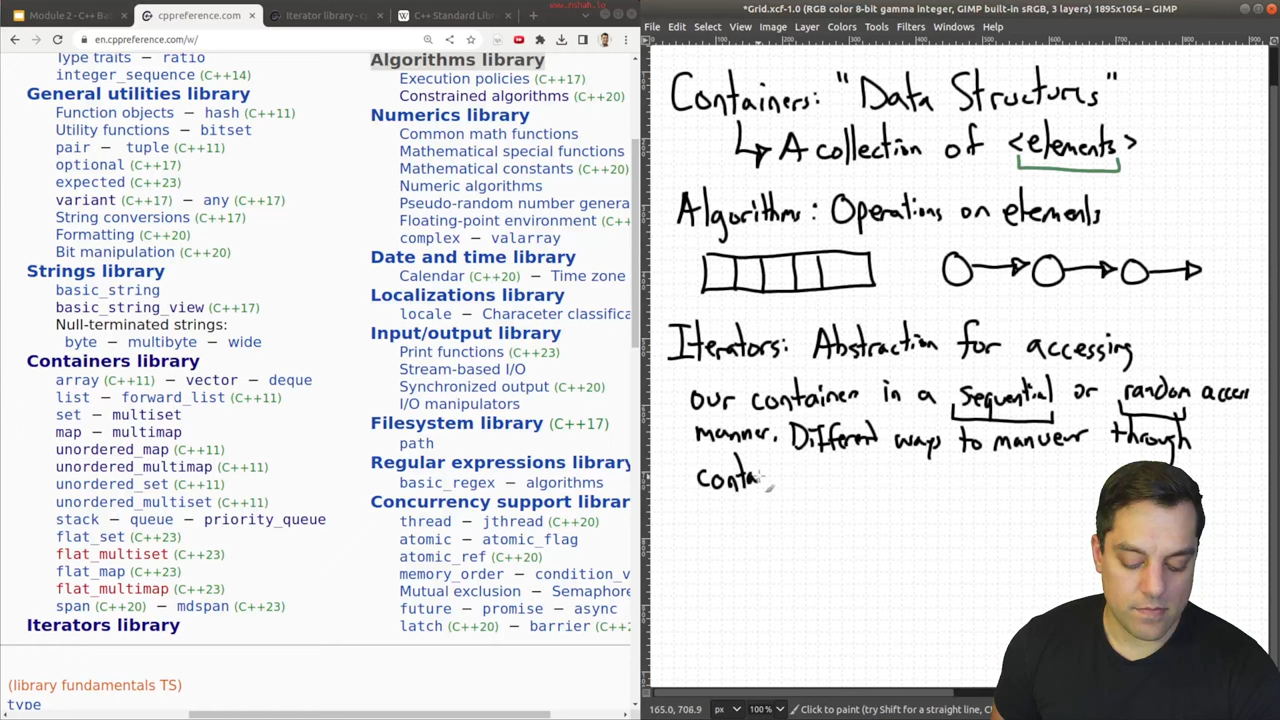 www.zishal.io
Module 2 - C++ Ba
cppreference.com
Iterator library - cp
C++ Standard Lib
*Grid.xcf-1.0 (RGB color 8-bit gamma integer, GIMP built-in sRGB, 3 layers) 1895x1054 – GIMP
en.cppreference.com/w/
File Edit Select View Image Layer Colors Tools Filters Windows Help
Type traits − ratio
integer_sequence (C++14)
General utilities library
Function objects − hash (C++11)
Utility functions − bitset
pair − tuple (C++11)
optional (C++17)
expected (C++23)
variant (C++17) − any (C++17)
String conversions (C++17)
Formatting (C++20)
Bit manipulation (C++20)
Strings library
basic_string
basic_string_view (C++17)
Null-terminated strings:
byte − multibyte − wide
Containers library
array (C++11) − vector − deque
list − forward_list (C++11)
set − multiset
map − multimap
unordered_map (C++11)
unordered_multimap (C++11)
unordered_set (C++11)
unordered_multiset (C++11)
stack − queue − priority_queue
flat_set (C++23)
flat_multiset (C++23)
flat_map (C++23)
flat_multimap (C++23)
span (C++20) − mdspan (C++23)
Iterators library
(library fundamentals TS)
type
Algorithms library
Execution policies (C++17)
Constrained algorithms (C++20)
Numerics library
Common math functions
Mathematical special functions
Mathematical constants (C++20)
Numeric algorithms
Pseudo-random number genera
Floating-point environment (C++
complex − valarray
Date and time library
Calendar (C++20) − Time zone
Localizations library
locale − Characeter classifica
Input/output library
Print functions (C++23)
Stream-based I/O
Synchronized output (C++20)
I/O manipulators
Filesystem library (C++17)
path
Regular expressions library
basic_regex − algorithms
Concurrency support librar
thread − jthread (C++20)
atomic − atomic_flag
atomic_ref (C++20)
memory_order − condition_v
Mutual exclusion − Semaphore
future − promise − async
latch (C++20) − barrier (C++20
Containers: "Data Structures"
A collection of <elements>
Algorithms: Operations on elements
Iterators: Abstraction for accessing
our container in a sequential or random access
manner. Different ways to manuver through
conta
165.0, 706.9 px 100% Click to paint (try Shift for a straight line, C